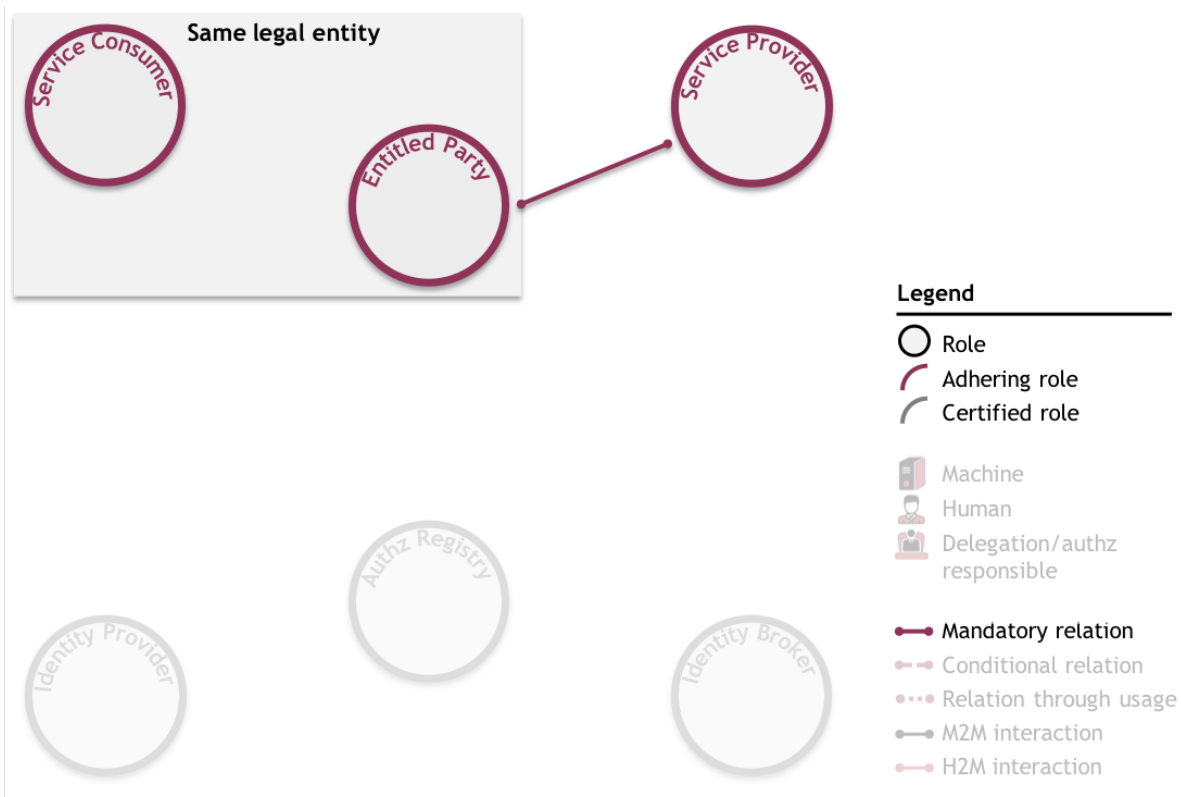 Same legal entity
Service Consumer
Service Provider
Entitled Party
Legend
Role
Adhering role
Certified role
Machine
Human
Delegation/authz
responsible
Authz Registry
Identity Provider
Identity Broker
Mandatory relation
Conditional relation
Relation through usage
M2M interaction
H2M interaction